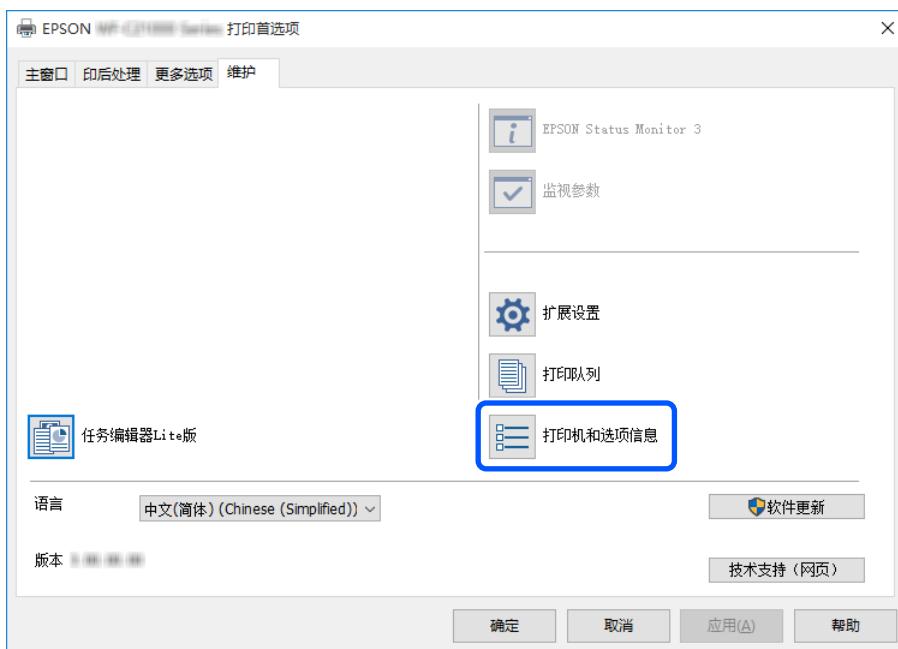 EPSON 打印首选项
主窗口 印后处理 更多选项 维护
EPSON Status Monitor 3
监视参数
扩展设置
打印队列
任务编辑器Lite版
打印机和选项信息
语言
中文(简体) (Chinese (Simplified))
软件更新
版本
技术支持（网页）
确定 取消 应用(A) 帮助